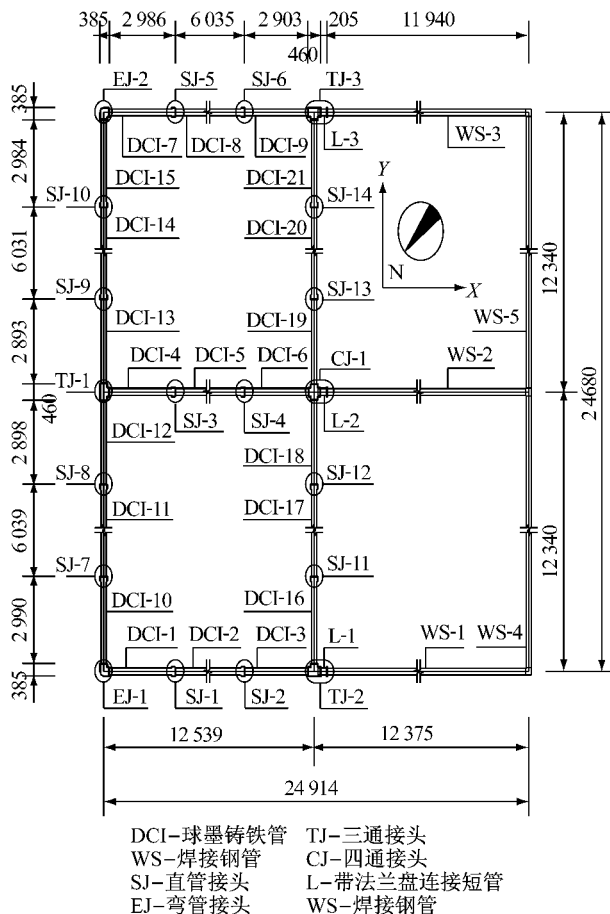 385 2 986 6 035 2 903 205 11 940
460
EJ-2 SJ-5 SJ-6 TJ-3
385
DCI-7 DCI-8 DCI-9 L-3 WS-3
2 984
DCI-15 DCI-21 Y
SJ-10 SJ-14
DCI-14 DCI-20
6 031
N
12 340
SJ-9 SJ-13 X
DCI-13 DCI-19 WS-5
2 893
DCI-4 DCI-5 DCI-6 CJ-1 WS-2
TJ-1
24680
460
SJ-3 SJ-4 L-2
DCI-12
2 898
DCI-18
SJ-8 SJ-12
DCI-11 DCI-17
6 039
12 340
SJ-7 SJ-11
DCI-10 DCI-16
2 990
DCI-1 DCI-2 DCI-3 L-1 WS-1 WS-4
385
EJ-1 SJ-1 SJ-2 TJ-2
12 539 12 375
24 914
DCI-球墨铸铁管 TJ-三通接头
WS-焊接钢管 CJ-四通接头
SJ-直管接头 L-带法兰盘连接短管
EJ-弯管接头 WS-焊接钢管